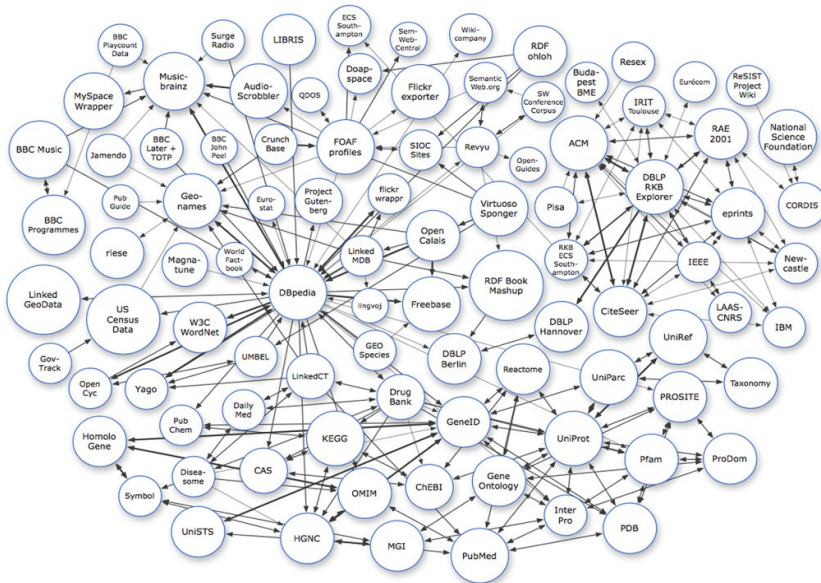 BBC
Playcount
Data
Surge
Radio
LIBRIS
ECS
South-
ampton
Sem-
Web-
Central
Wiki-
company
RDF
ohloh
Music-
brainz
Doap-
space
Resex
MySpace
Wrapper
Audio-
Scrobbler
QDOS
Flickr
exporter
Semantic
Web.org
SW
Conference
Corpus
Buda-
pest
BME
Eurécom
ReSIST
Project
Wiki
IRIT
Toulouse
BBC Music
Jamendo
BBC
Later +
TOTP
BBC
John
Peel
Crunch
Base
FOAF
profiles
SIOC
Sites
Revyu
Open-
Guides
ACM
RAE
2001
National
Science
Foundation
Pub
Guide
Geo-
names
Euro-
stat
Project
Guten-
berg
flickr
wrappr
Virtuoso
Sponger
Pisa
DBLP
RKB
Explorer
eprints
CORDIS
BBC
Programmes
riese
Magna-
tune
World
Fact-
book
Linked
MDB
Open
Calais
RKB
ECS
South-
ampton
IEEE
New-
castle
Linked
GeoData
US
Census
Data
DBpedia
lingvoj
Freebase
RDF Book
Mashup
CiteSeer
LAAS-
CNRS
IBM
W3C
WordNet
DBLP
Hannover
Gov-
Track
Open
Cyc
Yago
UMBEL
GEO
Species
DBLP
Berlin
Reactome
UniParc
UniRef
Taxonomy
LinkedCT
Drug
Bank
PROSITE
Daily
Med
Pub
Chem
Homolo
Gene
KEGG
GeneID
UniProt
Pfam
ProDom
Symbol
Disea-
some
CAS
OMIM
ChEBI
Gene
Ontology
Inter
Pro
UniSTS
HGNC
MGI
PubMed
PDB